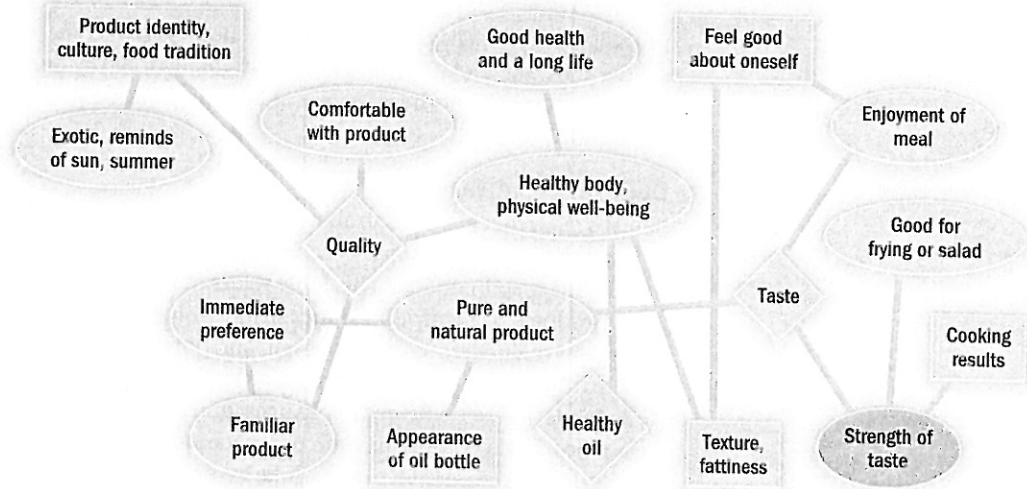 Product identity,
culture, food tradition
Good health
and a long life
Feel good
about oneself
Exotic, reminds
of sun, summer
Comfortable
with product
Enjoyment of
meal
Healthy body,
physical well-being
Quality
Good for
frying or salad
Immediate
preference
Pure and
natural product
Taste
Cooking
results
Familiar
product
Appearance
of oil bottle
Healthy
oil
Texture,
fattiness
Strength of
taste